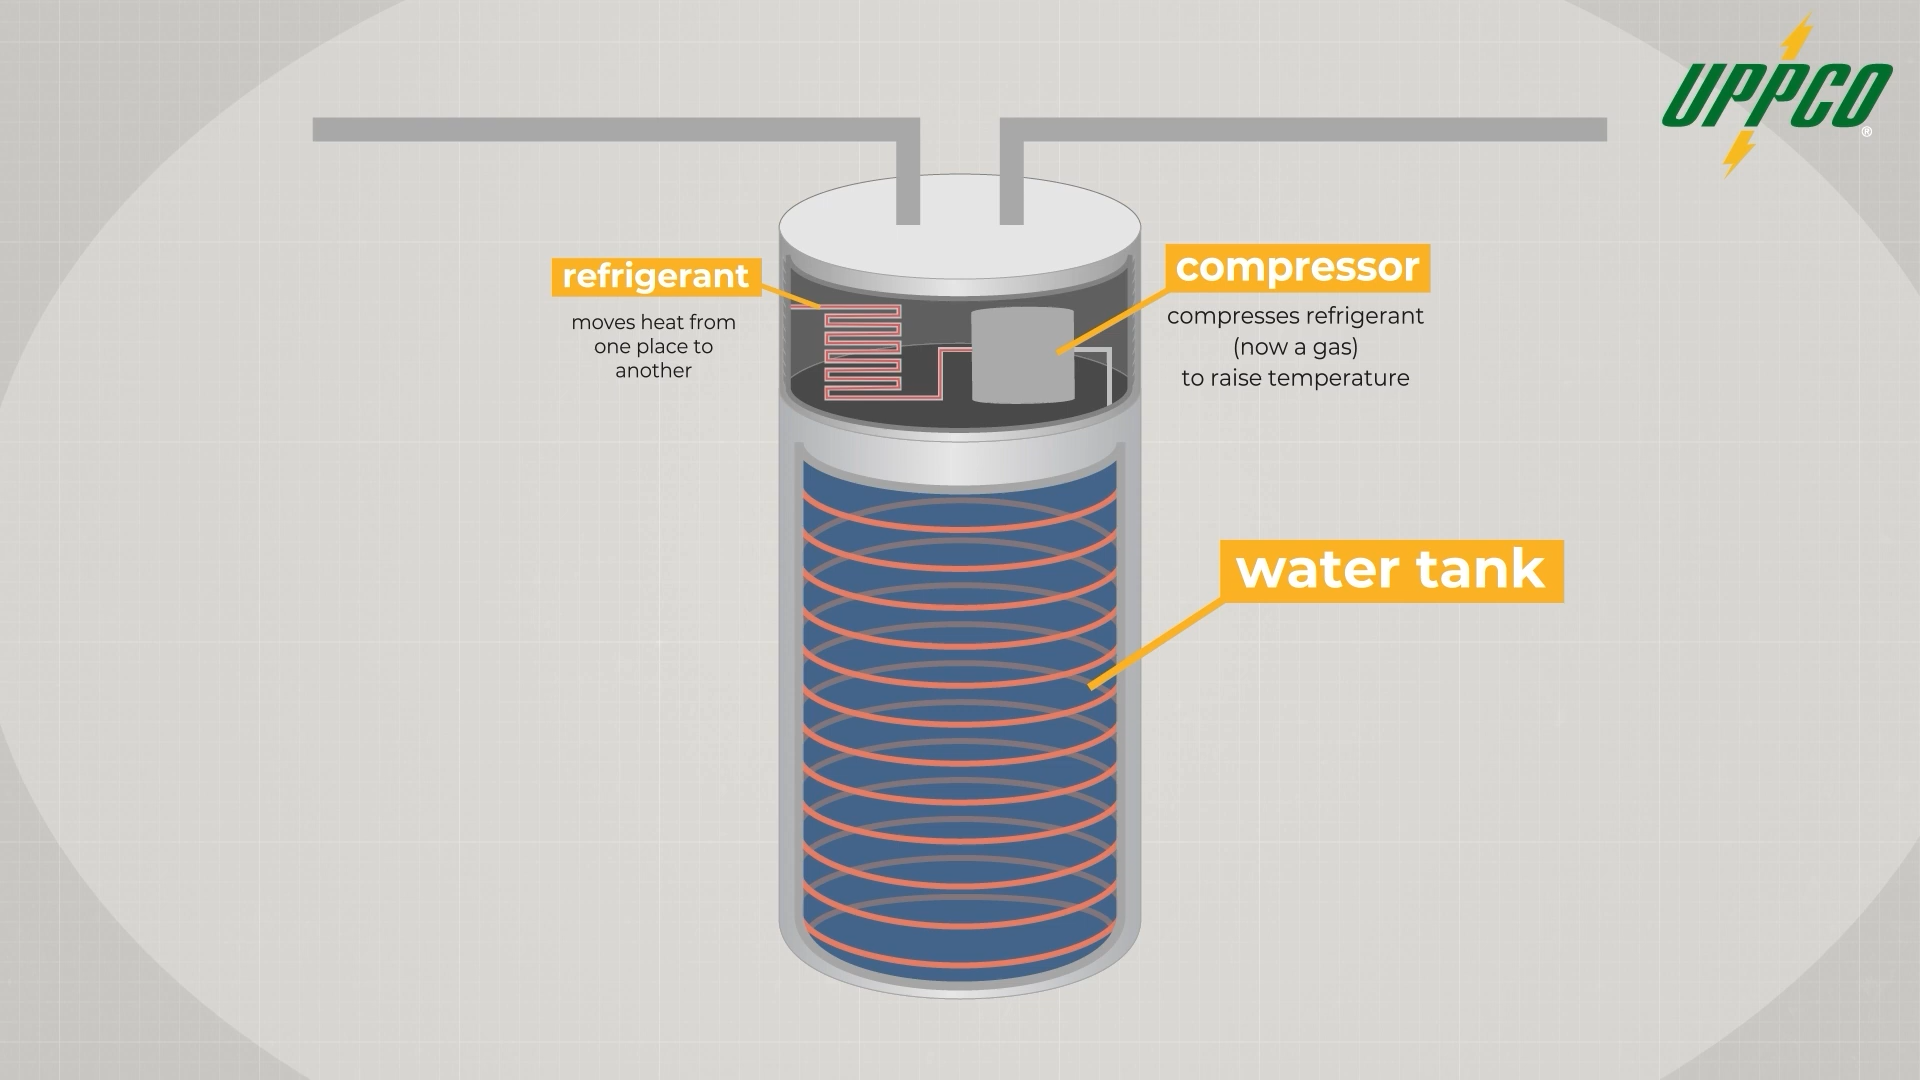 UPPCO®
refrigerant
moves heat from
one place to
another
compressor
compresses refrigerant
(now a gas)
to raise temperature
water tank